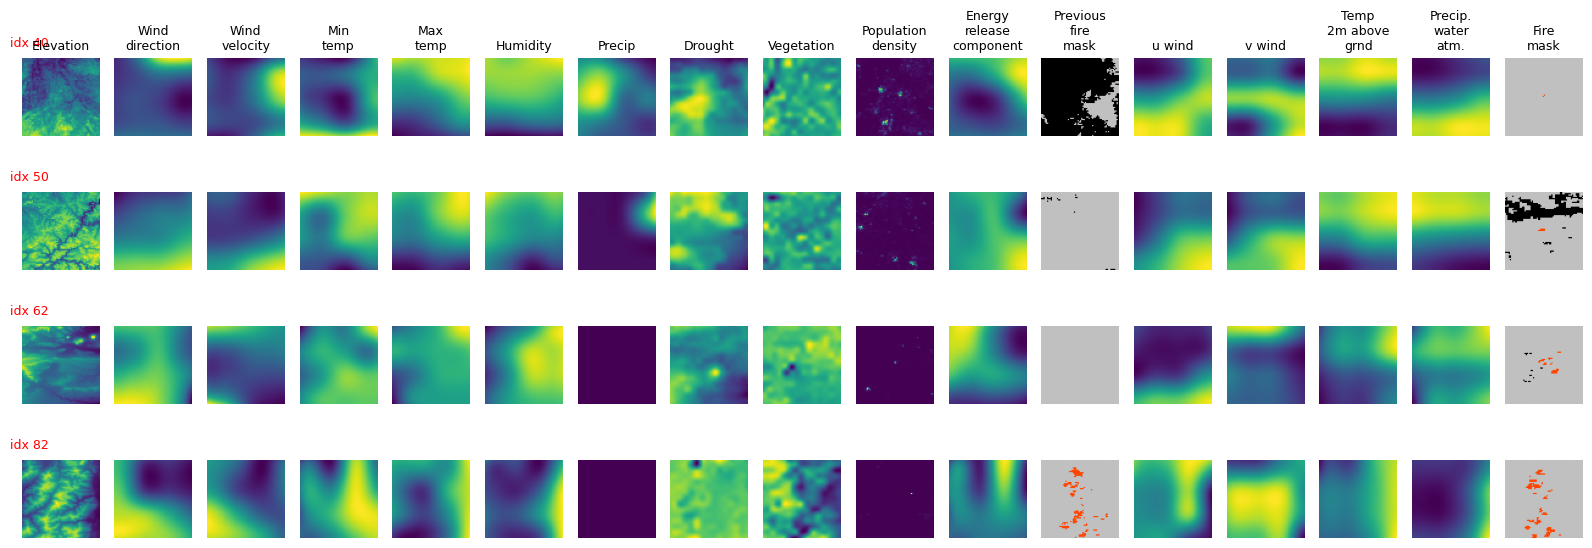 idx 40
Elevation
Wind
direction
Wind
velocity
Min
temp
Max
temp
Humidity
Precip
Drought
Vegetation
Population
density
Energy
release
component
Previous
fire
mask
u wind
v wind
Temp
2m above
grnd
Precip.
water
atm.
Fire
mask
idx 50
idx 62
idx 82